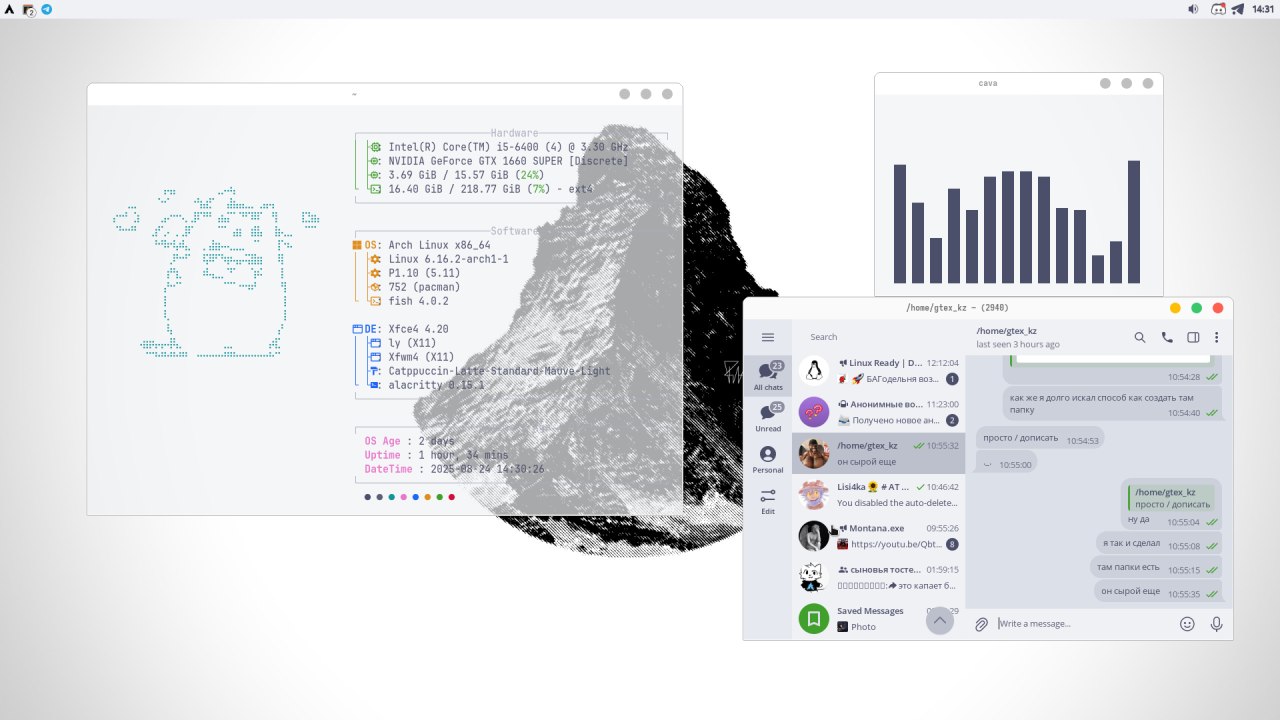 2
14:31
~
Hardware
Intel(R) Core(TM) i5-6400 (4) @ 3.30 GHz
NVIDIA GeForce GTX 1660 SUPER [Discrete]
3.69 GiB / 15.57 GiB (24%)
16.40 GiB / 218.77 GiB (7%) - ext4
Software
OS: Arch Linux x86_64
Linux 6.16.2-arch1-1
P1.10 (5.11)
752 (pacman)
fish 4.0.2
DE: Xfce4 4.20
ly (X11)
Xfwm4 (X11)
Catppuccin-Latte-Standard-Mauve-Light
alacritty 0.15.1
OS Age : 2 days
Uptime : 1 hour, 34 mins
DateTime : 2025-08-24 14:30:26
cava
/home/gtex_kz – (2940)
Search
23
All chats
25
Unread
Personal
Edit
Linux Ready | D... 12:12:04
БАГодельня воз... 1
Анонимные во... 11:23:00
Получено новое ан... 2
/home/gtex_kz 10:55:32
он сырой еще
Lisi4ka # AT ... 10:46:42
You disabled the auto-delete...
Montana.exe 09:55:26
https://youtu.be/Qbt... 8
сыновья тосте... 01:59:15
это капает б...
Saved Messages
Photo
/home/gtex_kz
last seen 3 hours ago
10:54:28
как же я долго искал способ как создать там
папку 10:54:40
просто / дописать 10:54:53
10:55:00
/home/gtex_kz
просто / дописать
ну да 10:55:04
я так и сделал 10:55:08
там папки есть 10:55:15
он сырой еще 10:55:35
Write a message...